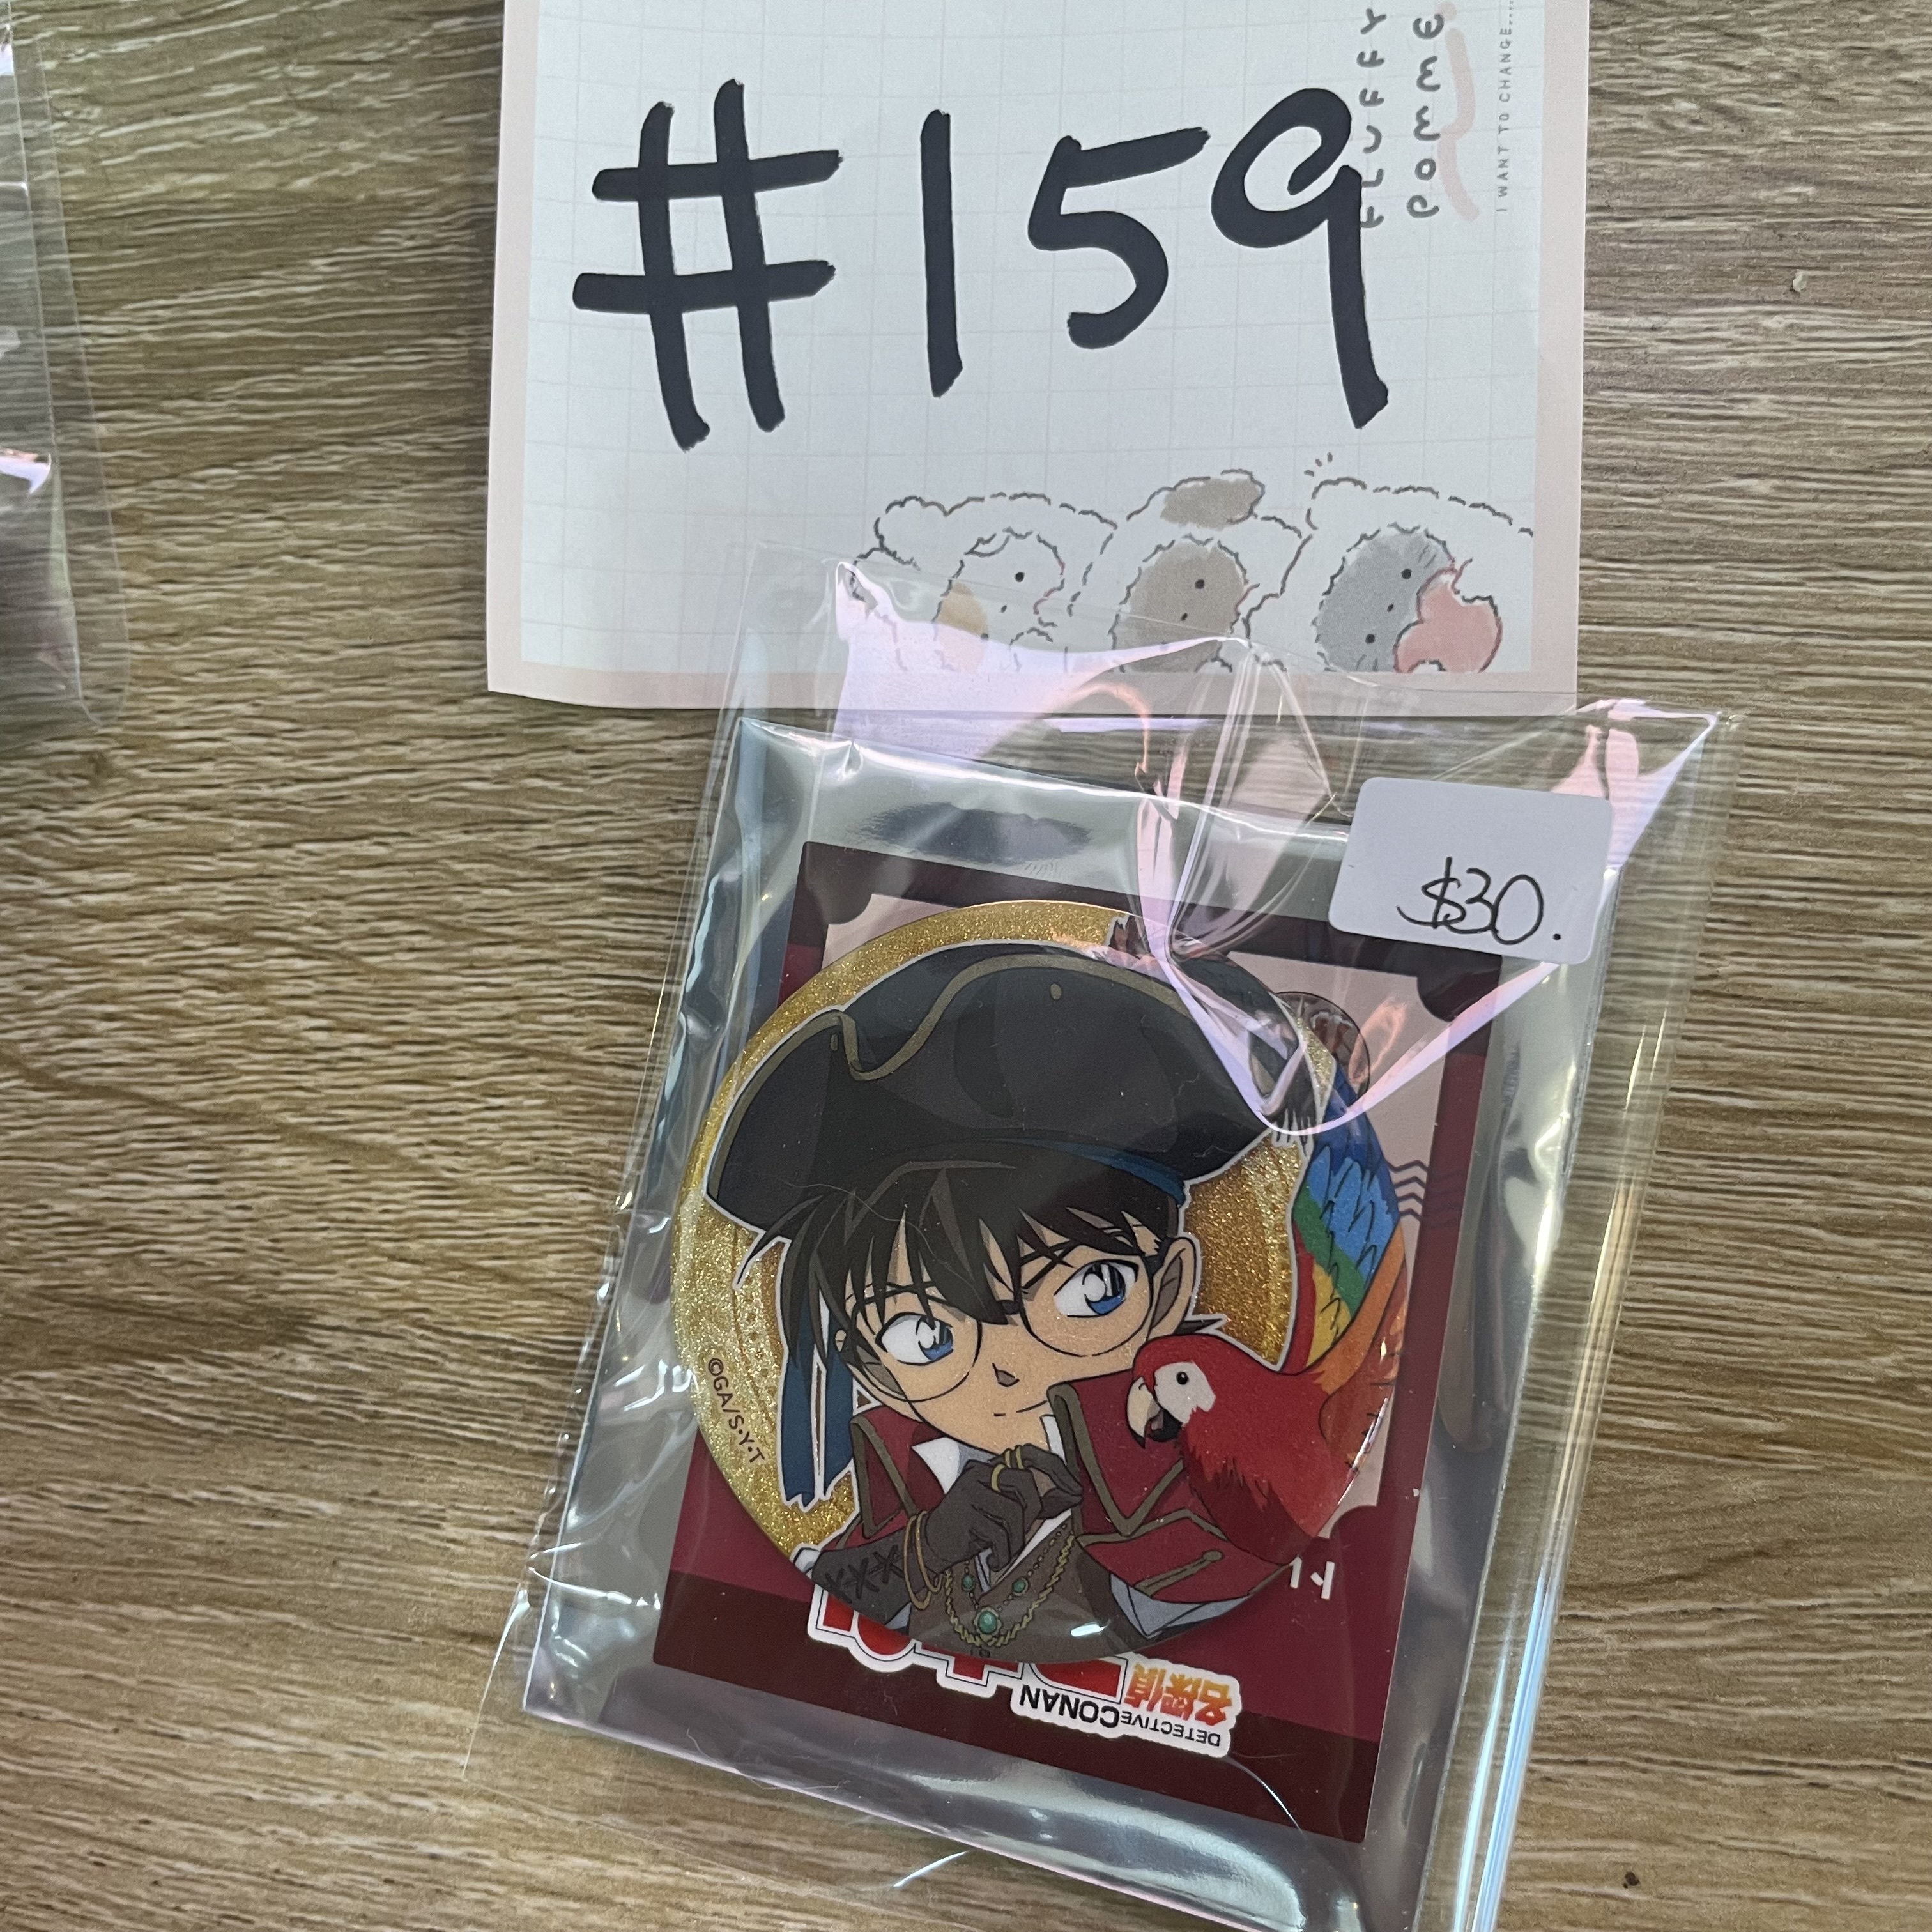 #159
FLUFFY
pomme
I WANT TO CHANGE....
$30.
©GA/S・Y・T
名探偵
DETECTIVE CONAN